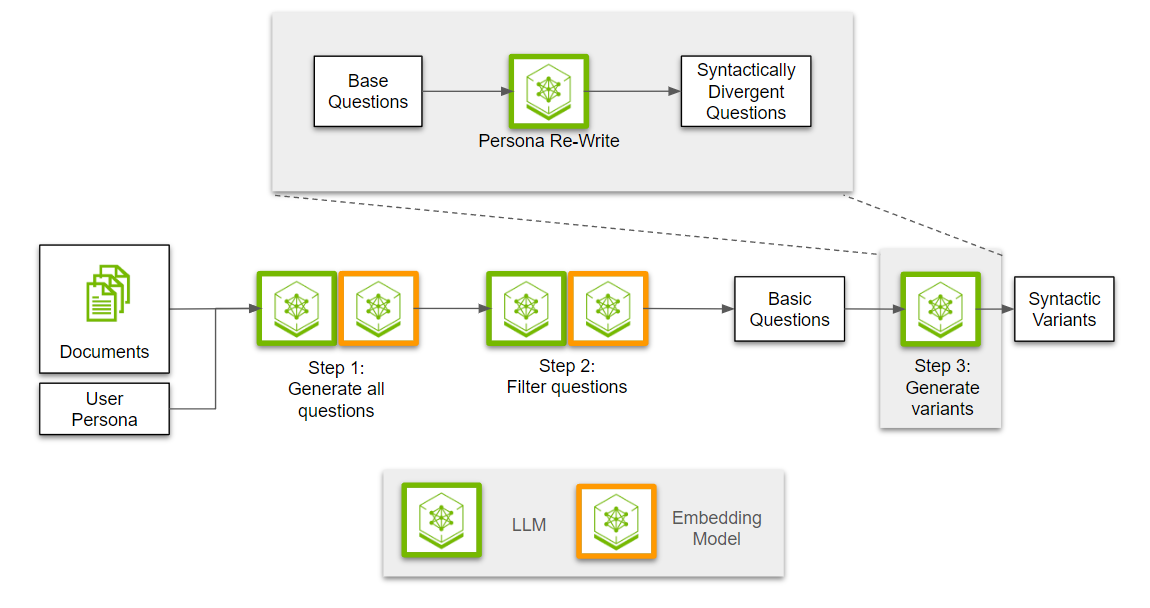 Base
Questions
Persona Re-Write
Syntactically
Divergent
Questions
Documents
User
Persona
Step 1:
Generate all
questions
Step 2:
Filter questions
Basic
Questions
Step 3:
Generate
variants
Syntactic
Variants
LLM
Embedding
Model